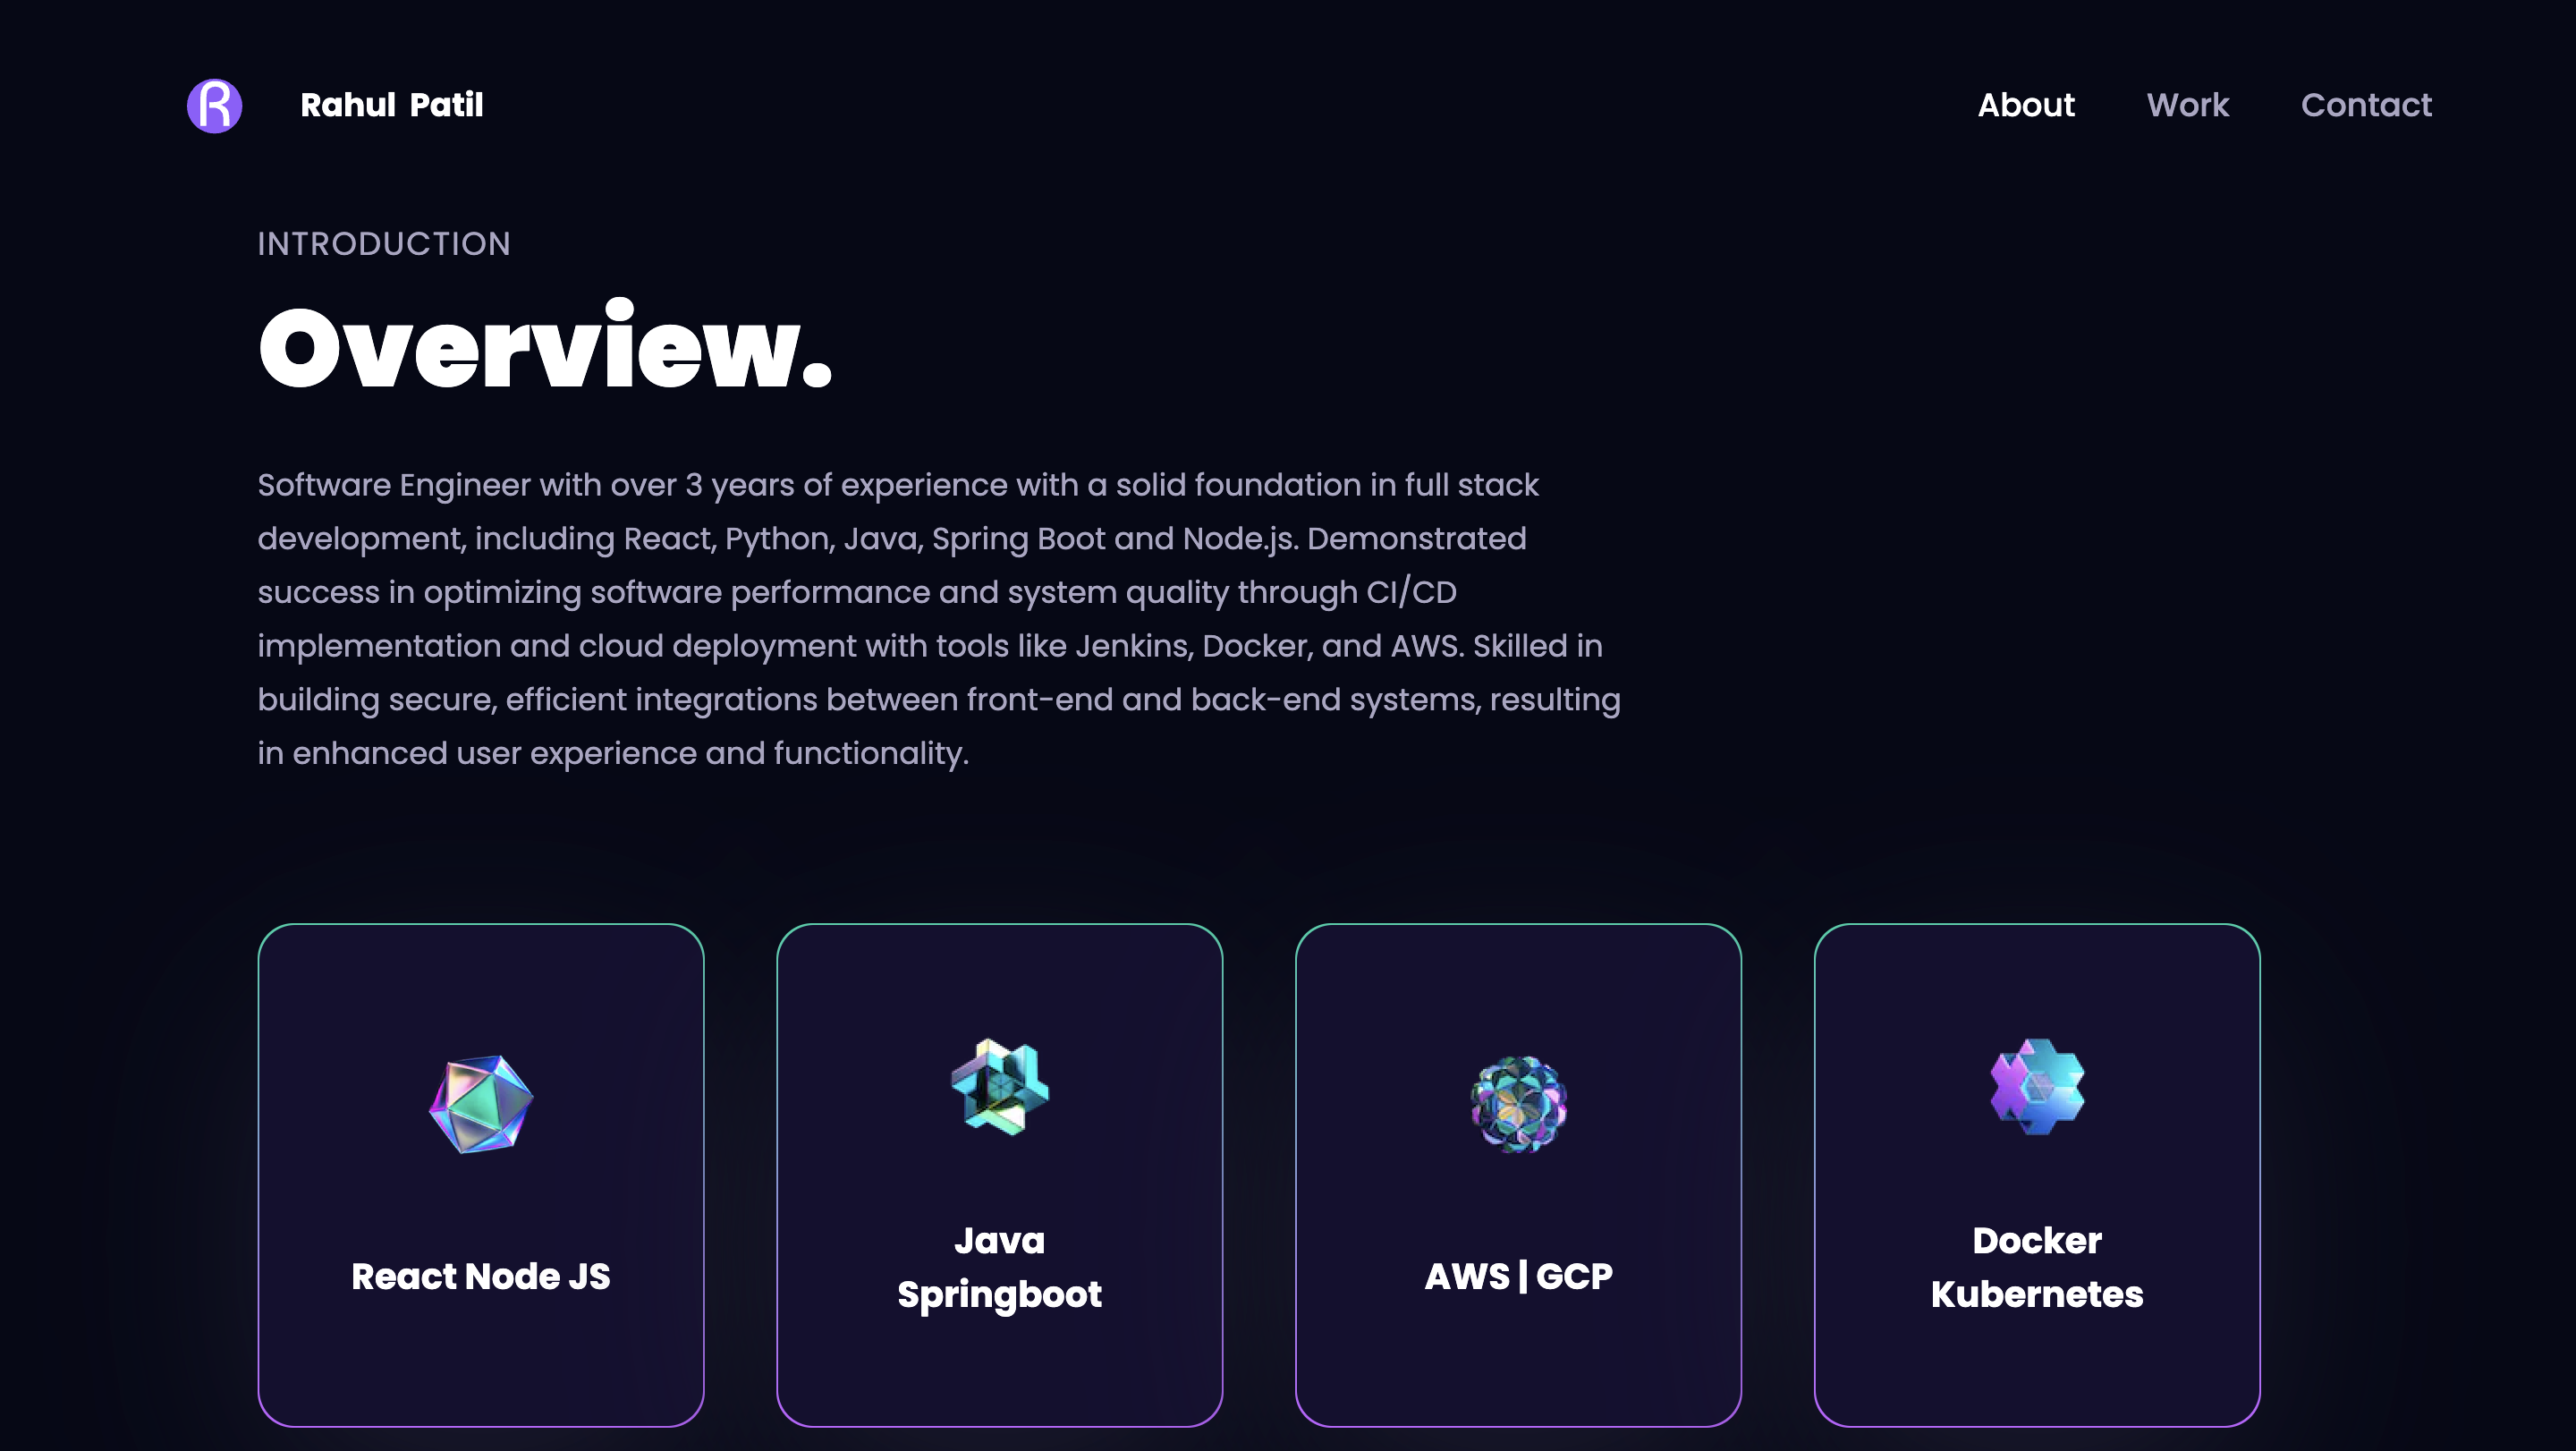 R
Rahul Patil
About
Work
Contact
INTRODUCTION
Overview.
Software Engineer with over 3 years of experience with a solid foundation in full stack
development, including React, Python, Java, Spring Boot and Node.js. Demonstrated
success in optimizing software performance and system quality through CI/CD
implementation and cloud deployment with tools like Jenkins, Docker, and AWS. Skilled in
building secure, efficient integrations between front-end and back-end systems, resulting
in enhanced user experience and functionality.
React Node JS
Java
Springboot
AWS | GCP
Docker
Kubernetes